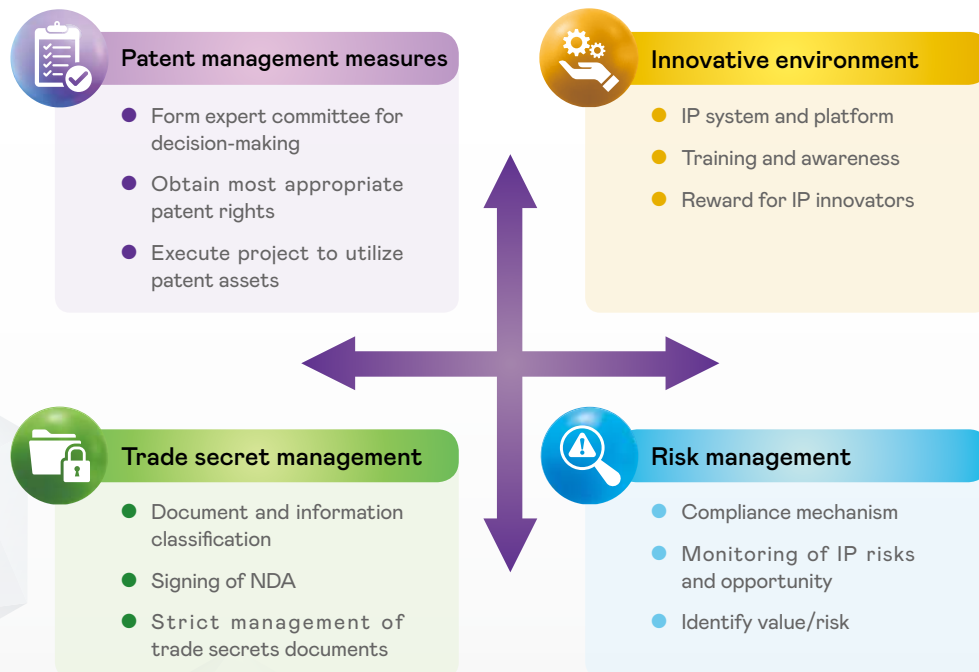 Patent management measures
Form expert committee for
decision-making
Obtain most appropriate
patent rights
Execute project to utilize
patent assets
Innovative environment
IP system and platform
Training and awareness
Reward for IP innovators
Trade secret management
Document and information
classification
Signing of NDA
Strict management of
trade secrets documents
Risk management
Compliance mechanism
Monitoring of IP risks
and opportunity
Identify value/risk